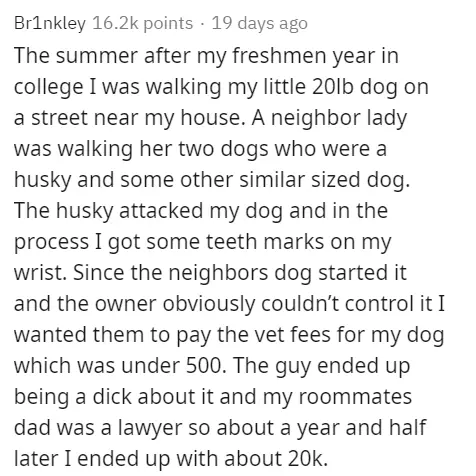 Br1nkley 16.2k points · 19 days ago
The summer after my freshmen year in
college I was walking my little 20lb dog on
a street near my house. A neighbor lady
was walking her two dogs who were a
husky and some other similar sized dog.
The husky attacked my dog and in the
process I got some teeth marks on my
wrist. Since the neighbors dog started it
and the owner obviously couldn’t control it I
wanted them to pay the vet fees for my dog
which was under 500. The guy ended up
being a dick about it and my roommates
dad was a lawyer so about a year and half
later I ended up with about 20k.